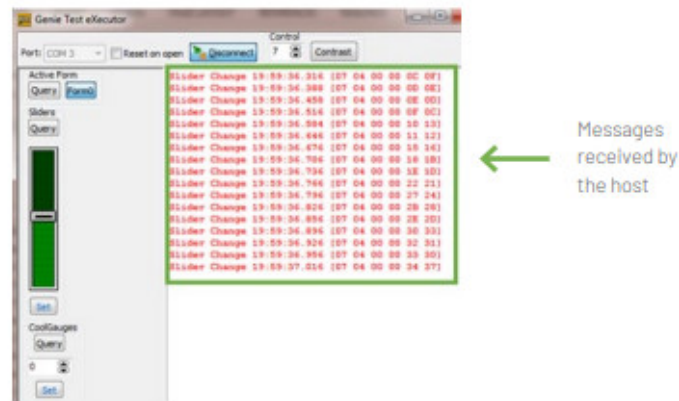 Genie Test eXecutor
Control
Port: COM 3 Reset on open Disconnect 7 Contrast
Active Form
Query Form0
Sliders
Query
Set
CoolGauges
Query
0
Set
Slider Change 19:59:36.316 [07 04 00 00 0C 0F]
Slider Change 19:59:36.388 [07 04 00 00 0D 0E]
Slider Change 19:59:36.458 [07 04 00 00 0E 0D]
Slider Change 19:59:36.516 [07 04 00 00 0F 0C]
Slider Change 19:59:36.584 [07 04 00 00 10 13]
Slider Change 19:59:36.646 [07 04 00 00 11 12]
Slider Change 19:59:36.676 [07 04 00 00 15 16]
Slider Change 19:59:36.706 [07 04 00 00 18 1B]
Slider Change 19:59:36.736 [07 04 00 00 1E 1D]
Slider Change 19:59:36.766 [07 04 00 00 22 21]
Slider Change 19:59:36.796 [07 04 00 00 27 24]
Slider Change 19:59:36.826 [07 04 00 00 2B 28]
Slider Change 19:59:36.856 [07 04 00 00 2E 2D]
Slider Change 19:59:36.896 [07 04 00 00 30 33]
Slider Change 19:59:36.926 [07 04 00 00 32 31]
Slider Change 19:59:36.956 [07 04 00 00 33 30]
Slider Change 19:59:37.016 [07 04 00 00 34 37]
Messages
received by
the host